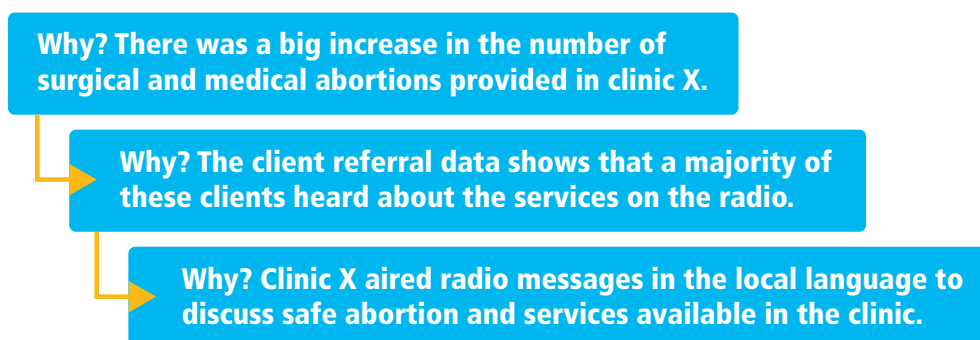 Why? There was a big increase in the number of
surgical and medical abortions provided in clinic X.
Why? The client referral data shows that a majority of
these clients heard about the services on the radio.
Why? Clinic X aired radio messages in the local language to
discuss safe abortion and services available in the clinic.